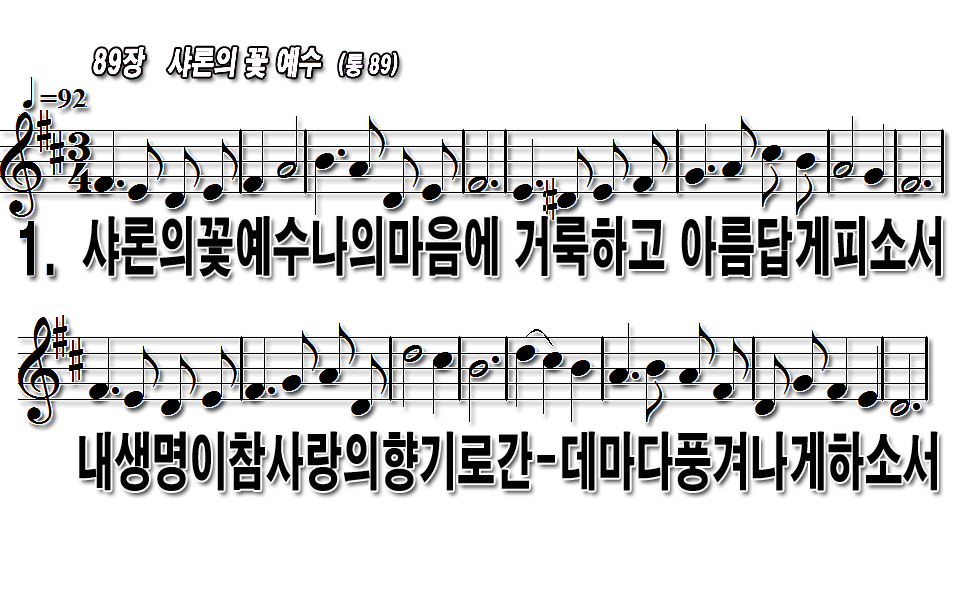 89장 샤론의 꽃 예수 (통 89)
♩=92
3
4
1. 샤론의꽃예수나의마음에 거룩하고 아름답게피소서
내생명이참사랑의향기로간-데마다풍겨나게하소서